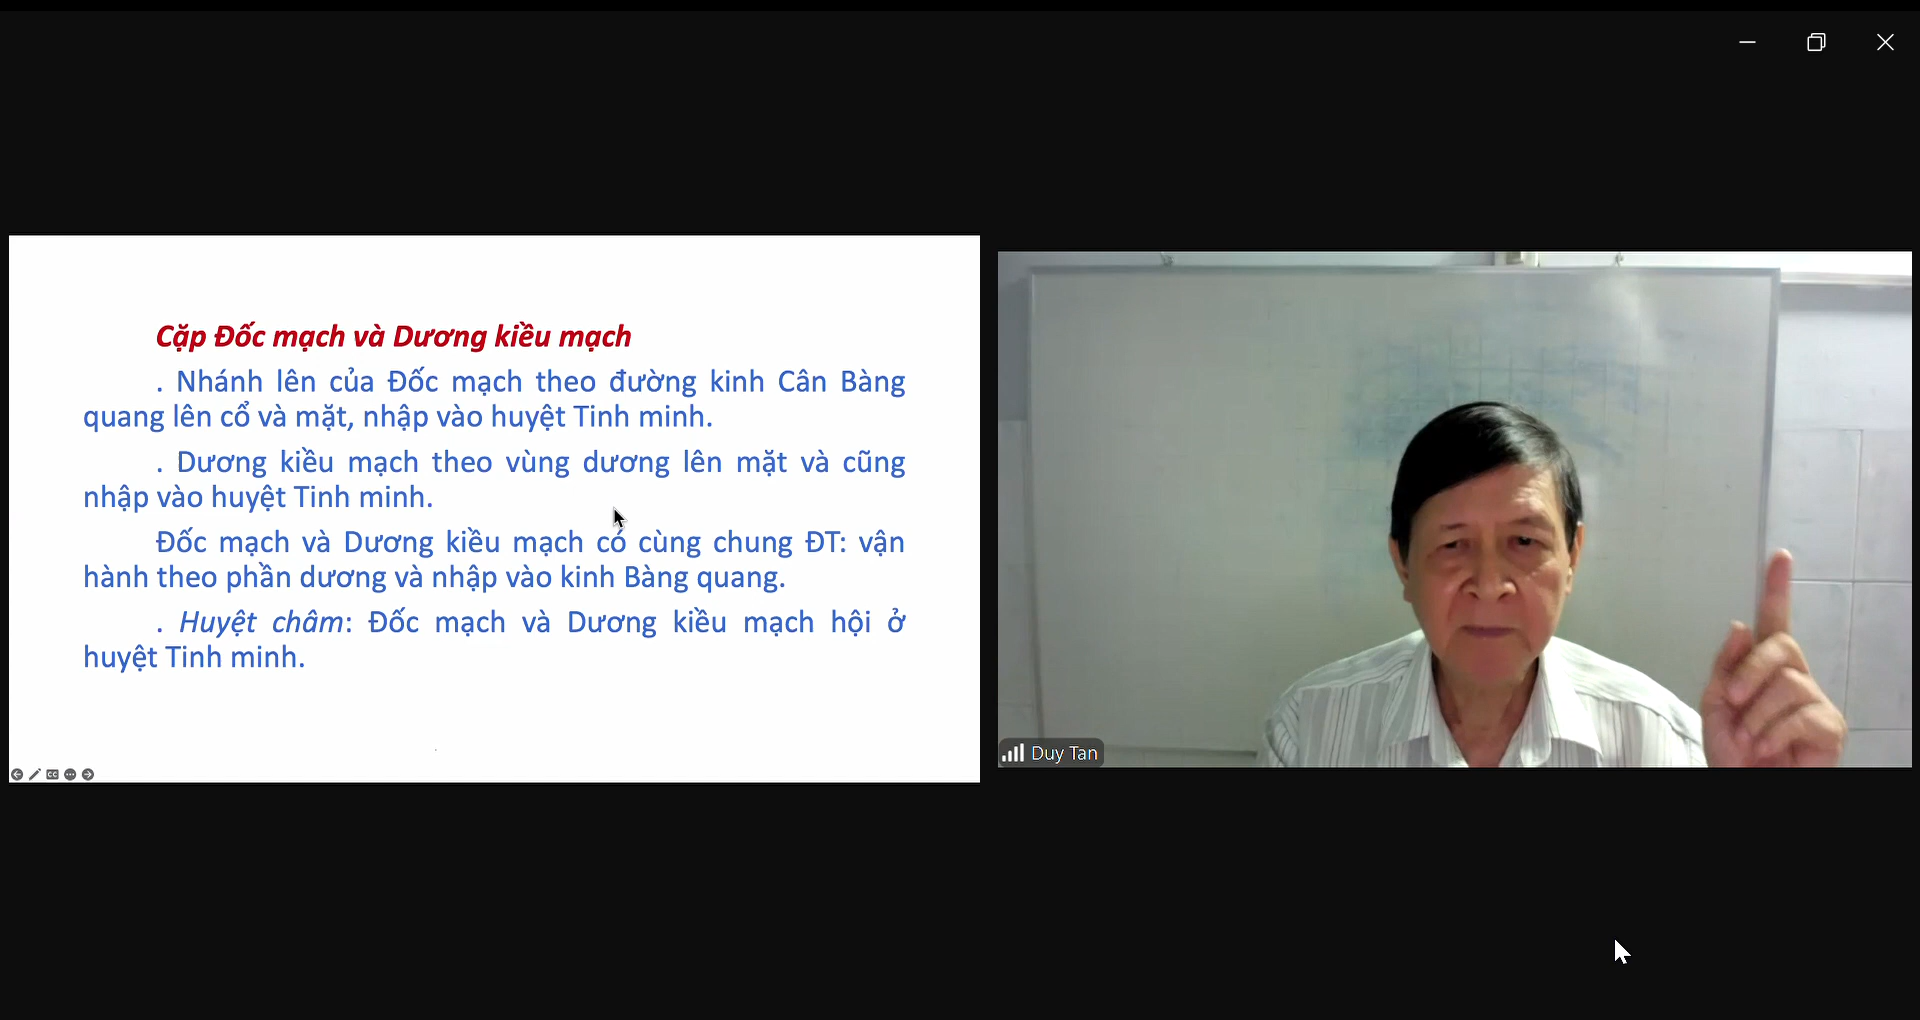 Cặp Đốc mạch và Dương kiều mạch
. Nhánh lên của Đốc mạch theo đường kinh Cân Bàng
quang lên cổ và mặt, nhập vào huyệt Tinh minh.
. Dương kiều mạch theo vùng dương lên mặt và cũng
nhập vào huyệt Tinh minh.
Đốc mạch và Dương kiều mạch có cùng chung ĐT: vận
hành theo phần dương và nhập vào kinh Bàng quang.
. Huyệt châm: Đốc mạch và Dương kiều mạch hội ở
huyệt Tinh minh.
CC
Duy Tan